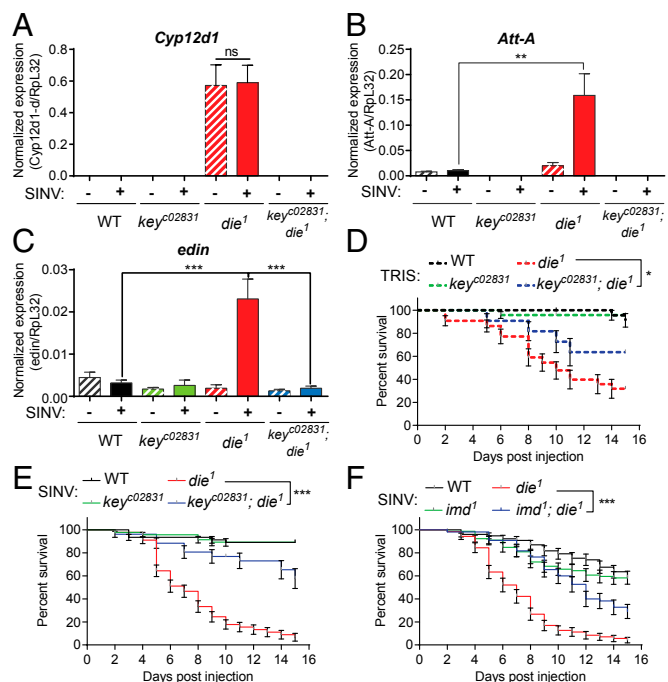 A
Cyp12d1
Normalized expression
(Cyp12d1-d/RpL32)
0.8
0.6
0.4
0.2
0.0
ns
SINV: - + - + - + - +
WT key^c02831 die^1 key^c02831;
die^1
B
Att-A
Normalized expression
(Att-A/RpL32)
0.25
0.20
0.15
0.10
0.05
0.00
**
SINV: - + - + - + - +
WT key^c02831 die^1 key^c02831;
die^1
C
edin
Normalized expression
(edin/RpL32)
0.03
0.02
0.01
0.00
*** ***
SINV: - + - + - + - +
WT key^c02831 die^1 key^c02831;
die^1
D
TRIS: WT die^1
key^c02831 key^c02831; die^1
*
Percent survival
100
80
60
40
20
0
0 2 4 6 8 10 12 14 16
Days post injection
E
SINV: WT die^1
key^c02831 key^c02831; die^1
***
Percent survival
100
80
60
40
20
0
0 2 4 6 8 10 12 14 16
Days post injection
F
SINV: WT die^1
imd^1 imd^1; die^1
***
Percent survival
100
80
60
40
20
0
0 2 4 6 8 10 12 14 16
Days post injection